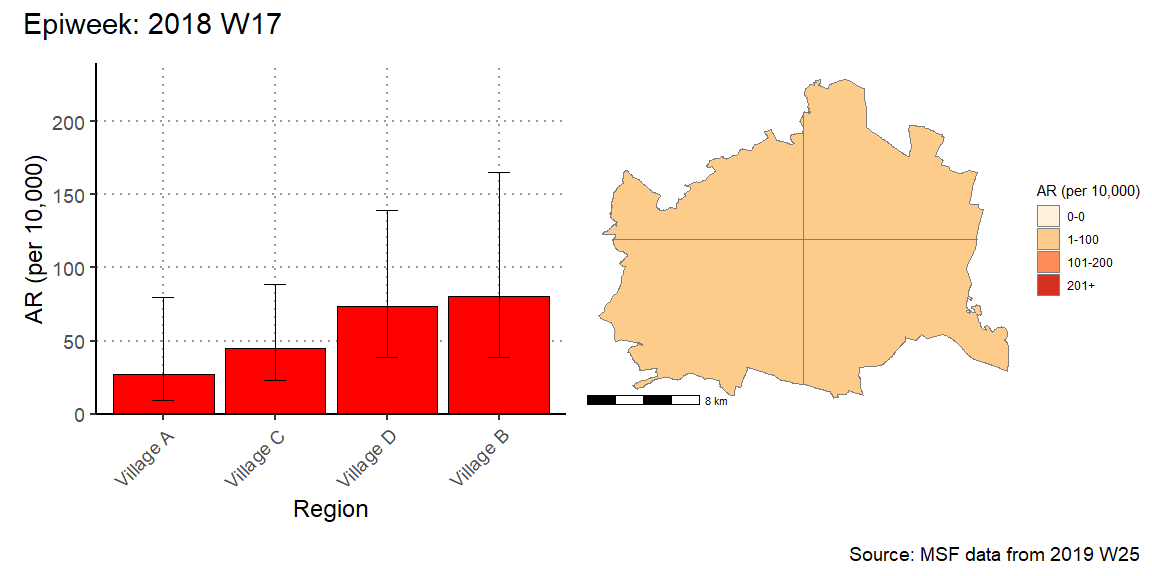 Epiweek: 2018 W17
AR (per 10,000)
200
150
100
50
0
Village A
Village C
Village D
Village B
Region
8 km
AR (per 10,000)
0-0
1-100
101-200
201+
Source: MSF data from 2019 W25